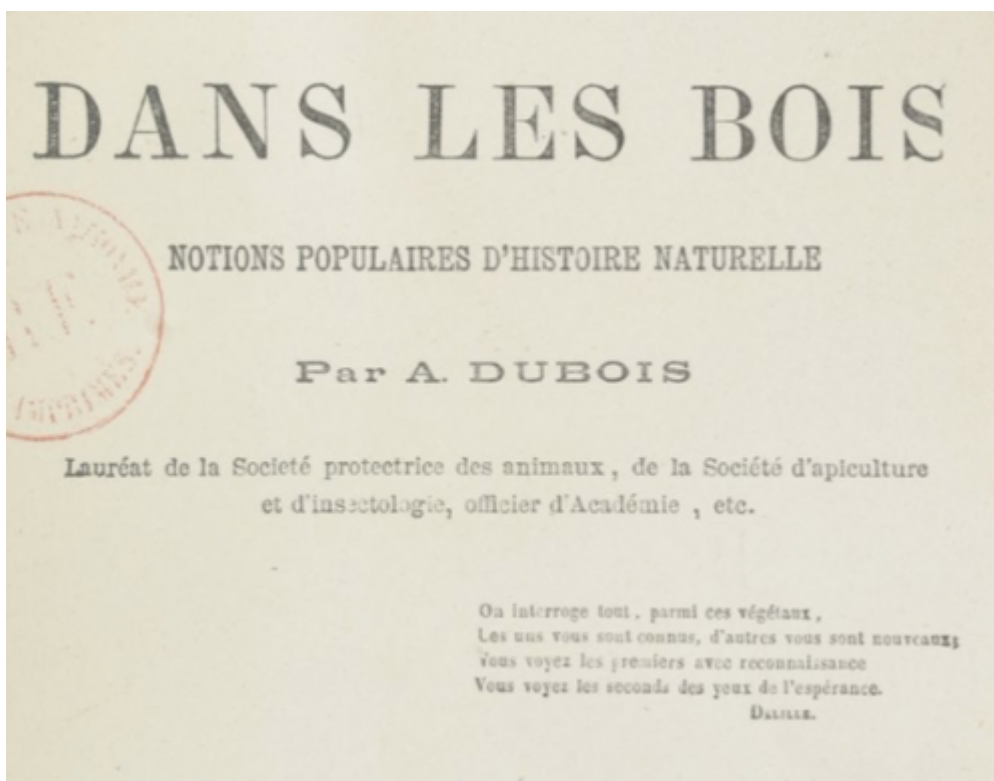 DANS LES BOIS
NOTIONS POPULAIRES D'HISTOIRE NATURELLE
Par A. DUBOIS
Lauréat de la Societé protectrice des animaux, de la Société d'apiculture
et d'insectologie, officier d'Académie, etc.
On interroge tout, parmi ces végétaux,
Les uns vous sont connus, d'autres vous sont nouveaux;
Vous voyez les premiers avec reconnaissance
Vous voyez les seconds des yeux de l'espérance.
DELILLE.
IMPRIMÉS.